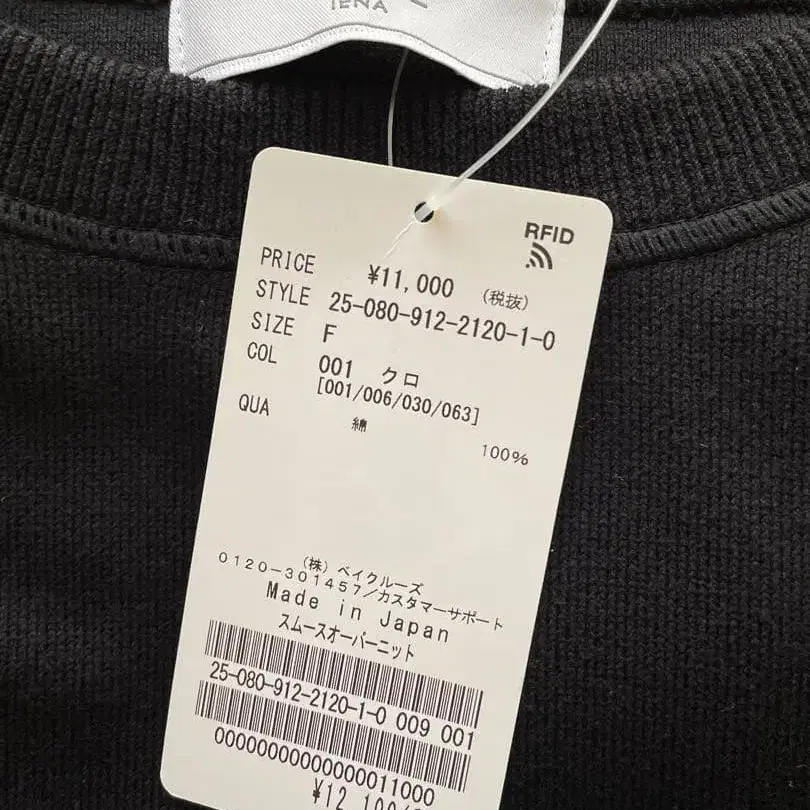 IENA
RFID
PRICE ¥11,000 (税抜)
STYLE 25-080-912-2120-1-0
SIZE F
COL 001 クロ
[001/006/030/063]
QUA 綿 100%
(株) ベイクルーズ
0120-301457/カスタマーサポート
Made in Japan
スムースオーバーニット
25-080-912-2120-1-0 009 001
00000000000000011000
¥12,100